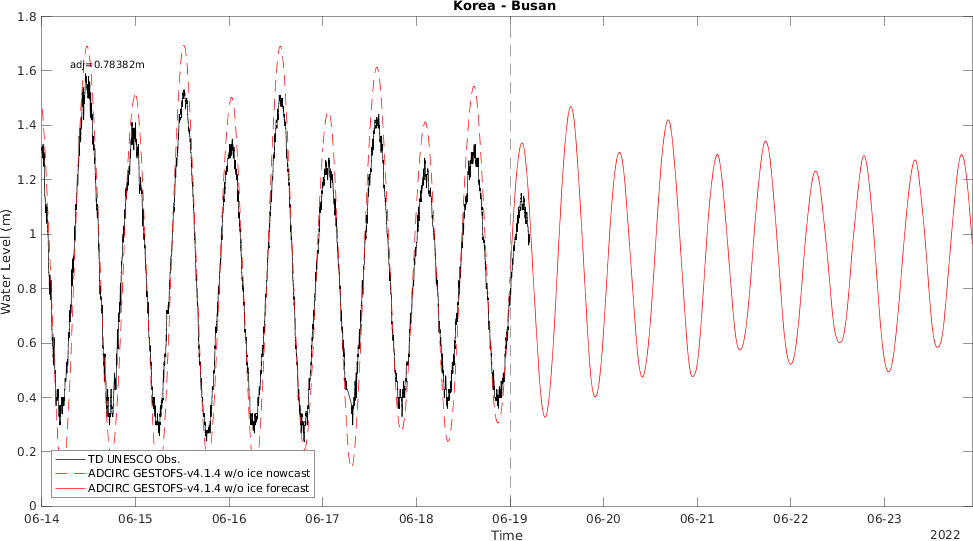 Korea - Busan
1.8
1.6
1.4
1.2
1
0.8
0.6
0.4
0.2
0
Water Level (m)
adj=0.78382m
TD UNESCO Obs.
ADCIRC GESTOFS-v4.1.4 w/o ice nowcast
ADCIRC GESTOFS-v4.1.4 w/o ice forecast
06-14 06-15 06-16 06-17 06-18 06-19 06-20 06-21 06-22 06-23
Time
2022